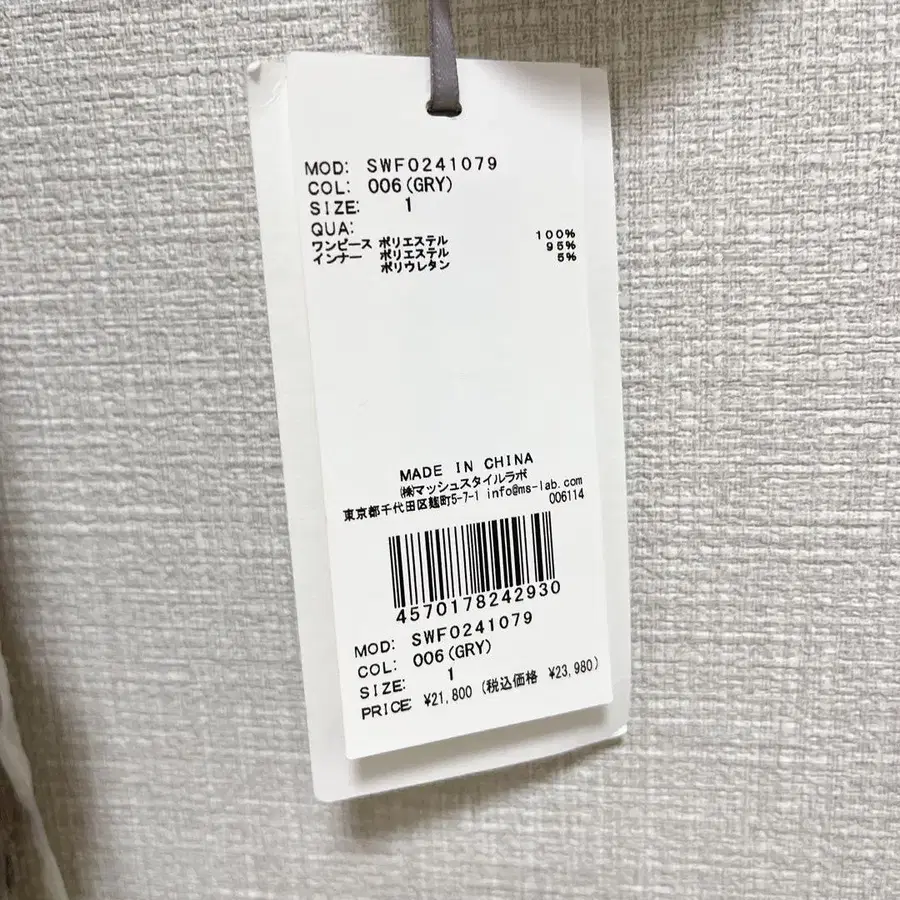 MOD: SWF0241079
COL: 006(GRY)
SIZE: 1
QUA:
ワンピース ポリエステル 100%
インナー ポリエステル 95%
ポリウレタン 5%
MADE IN CHINA
㈱マッシュスタイルラボ
東京都千代田区麹町5-7-1 info@ms-lab.com
006114
4570178242930
MOD: SWF0241079
COL: 006(GRY)
SIZE: 1
PRICE: ¥21,800 (税込価格 ¥23,980)